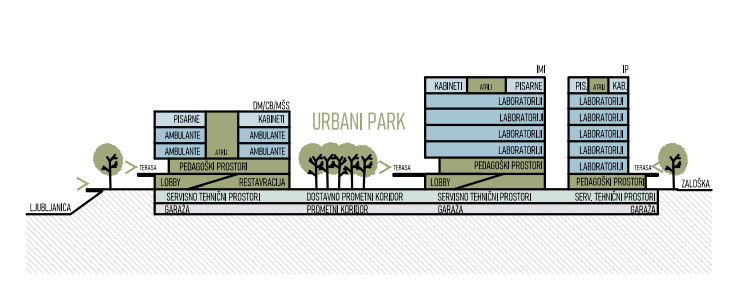 IMI
IP
KABINETI ATRIJ PISARNE
PIS. ATRIJ KAB.
LABORATORIJI LABORATORIJI
DM/CB/MŠS
LABORATORIJI LABORATORIJI
PISARNE KABINETI
URBANI PARK
LABORATORIJI LABORATORIJI
AMBULANTE AMBULANTE
LABORATORIJI LABORATORIJI
AMBULANTE ATRIJ AMBULANTE
TERASA PEDAGOŠKI PROSTORI
TERASA PEDAGOŠKI PROSTORI
LABORATORIJI TERASA
LOBBY RESTAVRACIJA
LOBBY
PEDAGOŠKI PROSTORI
ZALOŠKA
SERVISNO TEHNIČNI PROSTORI DOSTAVNO PROMETNI KORIDOR SERVISNO TEHNIČNI PROSTORI SERV. TEHNIČNI PROSTORI
LJUBLJANICA
GARAŽA PROMETNI KORIDOR GARAŽA GARAŽA